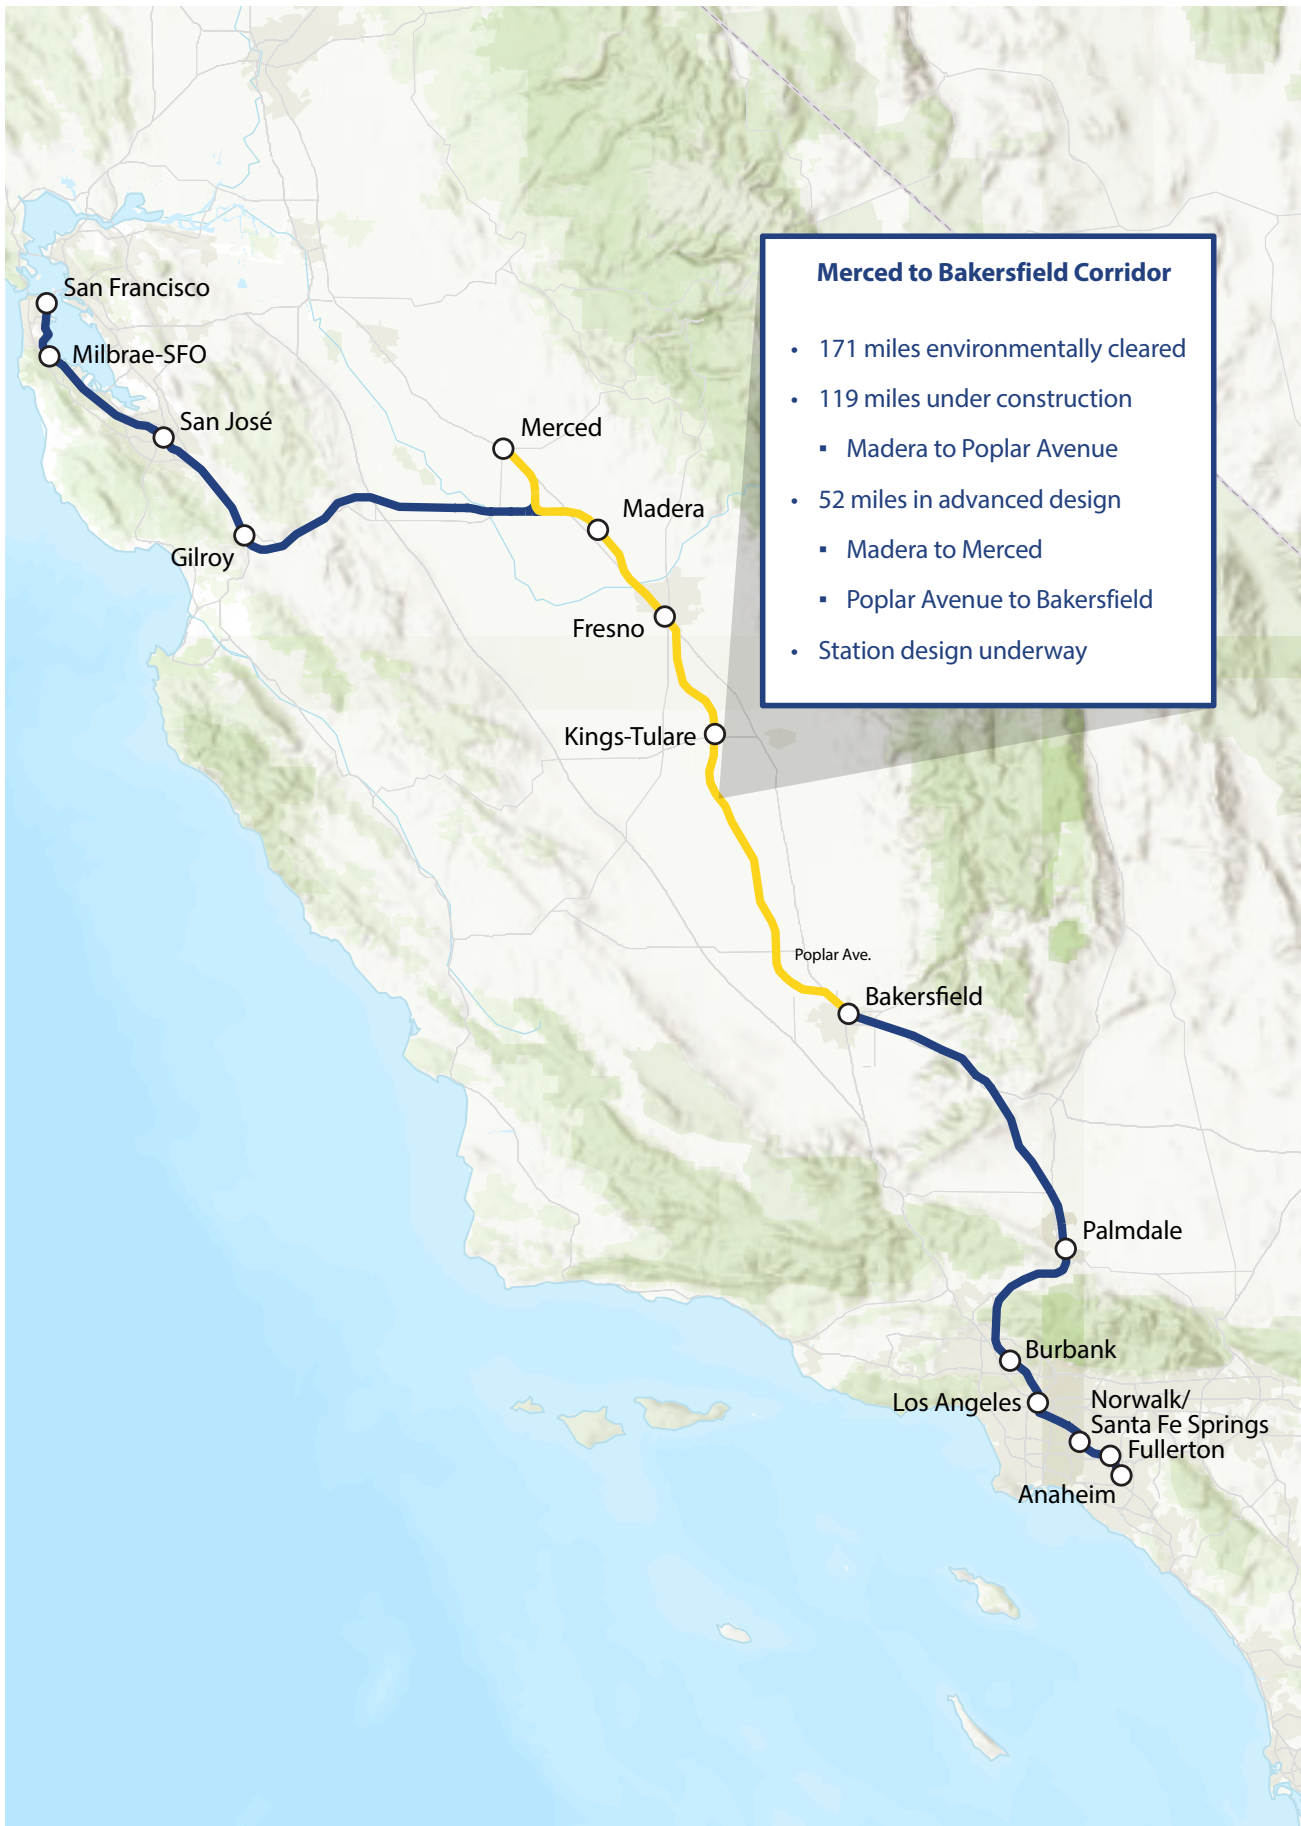 San Francisco
Milbrae-SFO
San José
Gilroy
Merced
Madera
Fresno
Kings-Tulare
Merced to Bakersfield Corridor
• 171 miles environmentally cleared
• 119 miles under construction
▪ Madera to Poplar Avenue
• 52 miles in advanced design
▪ Madera to Merced
▪ Poplar Avenue to Bakersfield
• Station design underway
Poplar Ave.
Bakersfield
Palmdale
Burbank
Los Angeles
Norwalk/
Santa Fe Springs
Fullerton
Anaheim